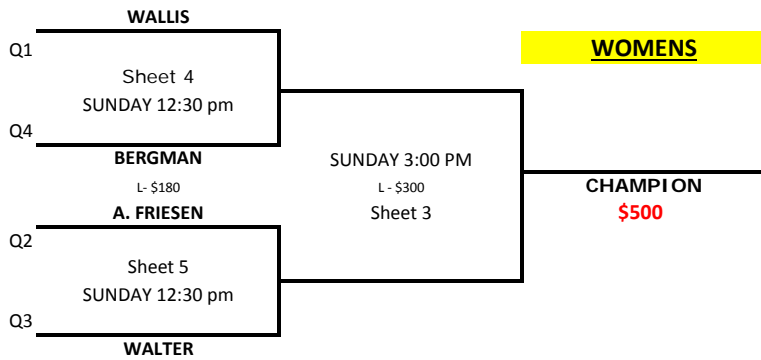 WALLIS
Q1
WOMENS
Sheet 4
SUNDAY 12:30 pm
Q4
BERGMAN
SUNDAY 3:00 PM
L- $180
L - $300
CHAMPION
A. FRIESEN
Sheet 3
$500
Q2
Sheet 5
SUNDAY 12:30 pm
Q3
WALTER